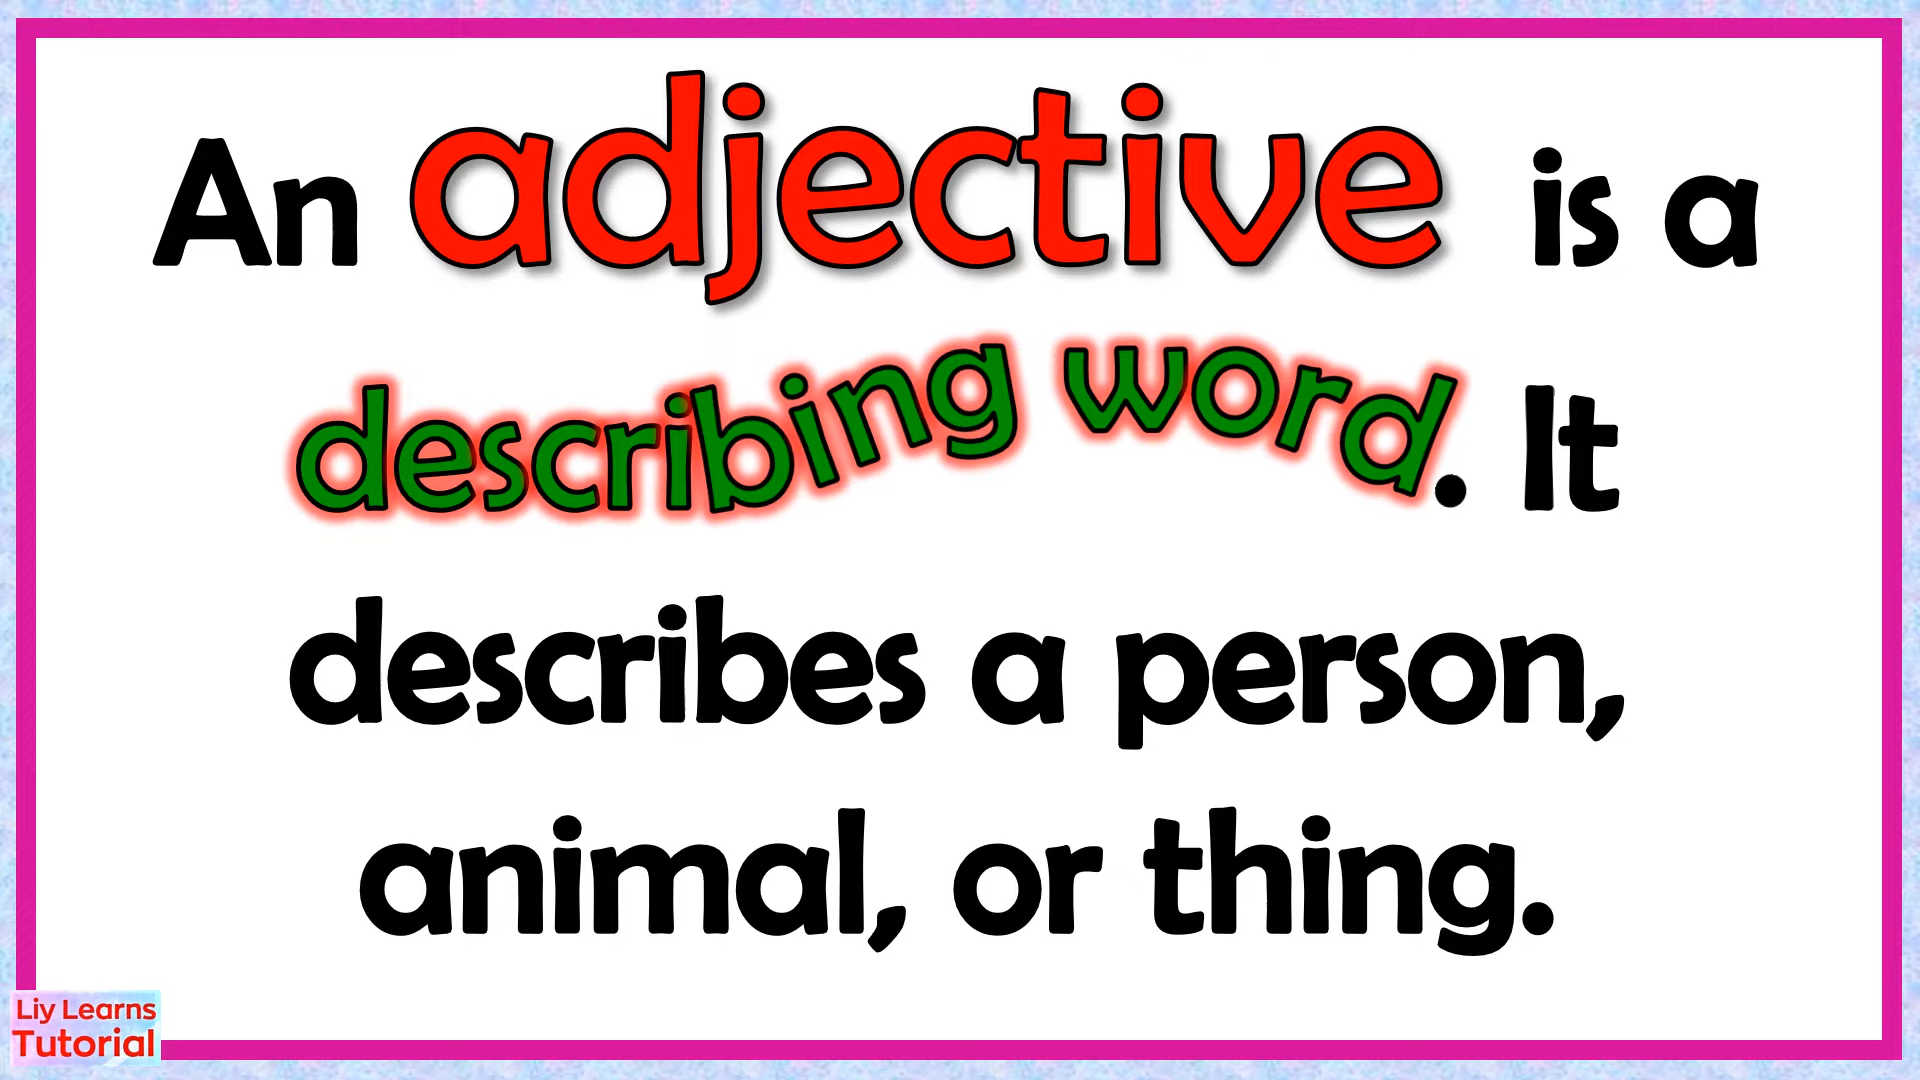 An adjective is a
describing word. It
describes a person,
animal, or thing.
Liy Learns
Tutorial